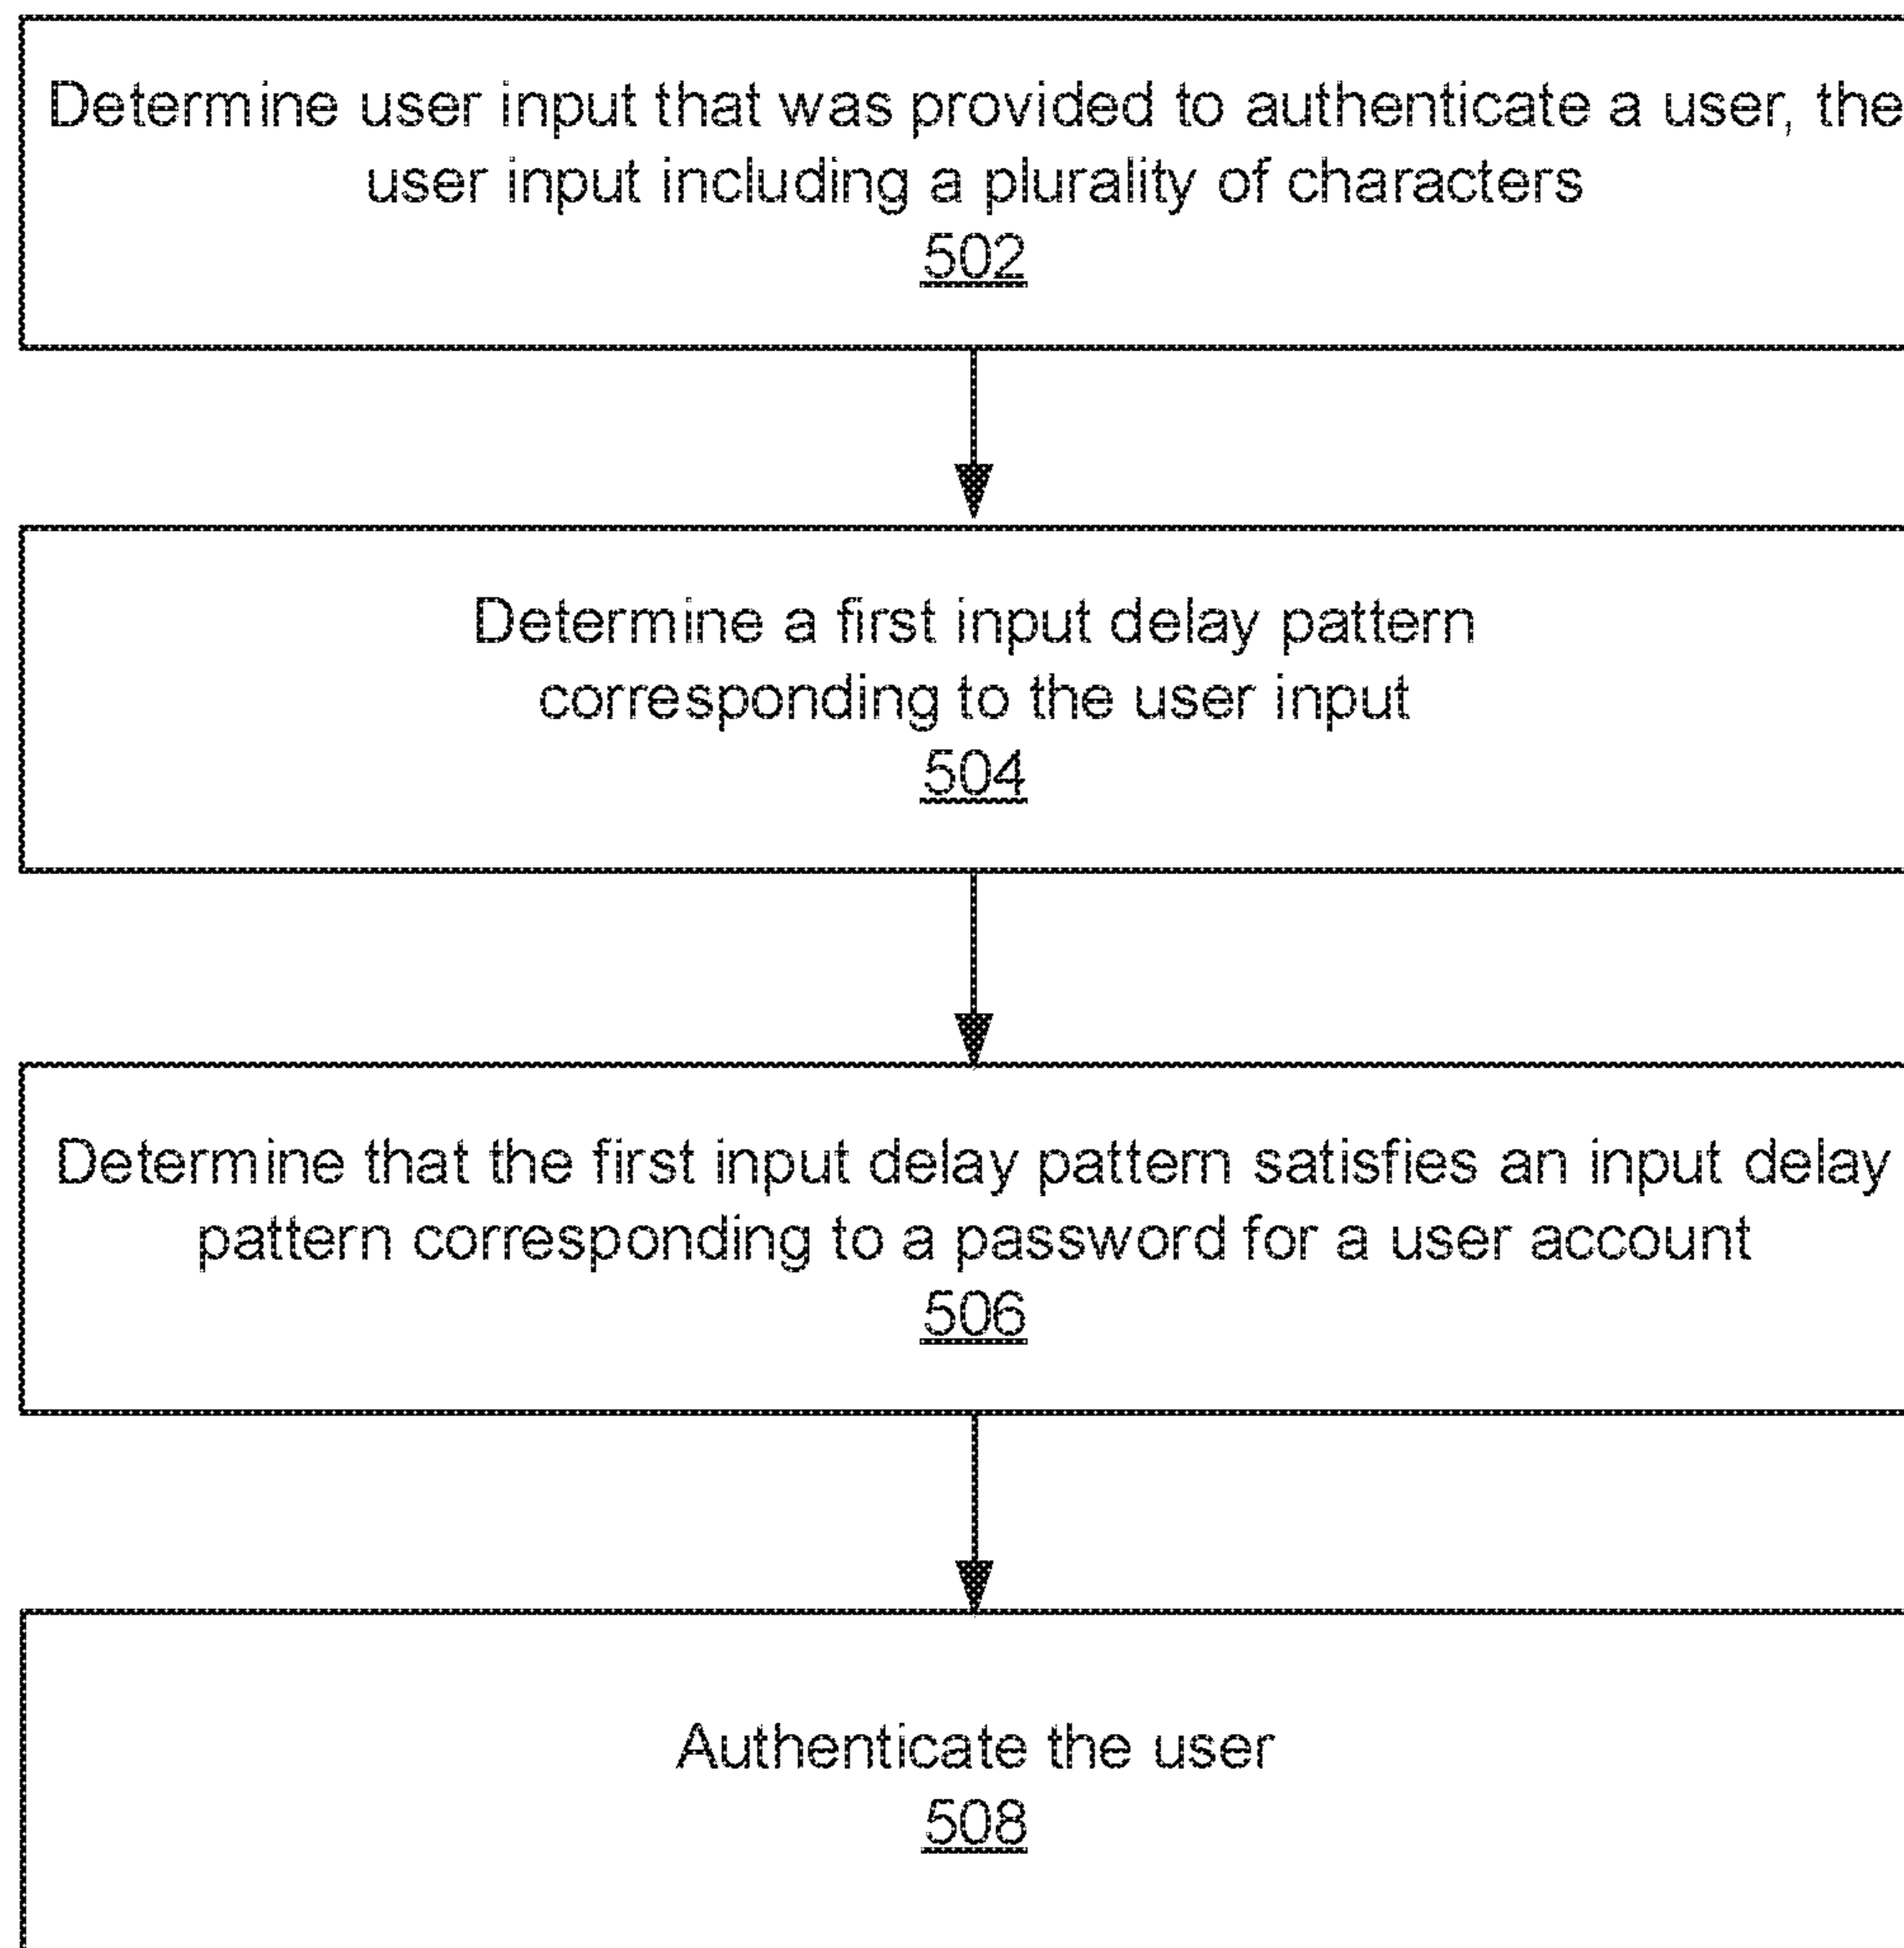 Determine user input that was provided to authenticate a user, the
user input including a plurality of characters
502
Determine a first input delay pattern
corresponding to the user input
504
Determine that the first input delay pattern satisfies an input delay
pattern corresponding to a password for a user account
506
Authenticate the user
508